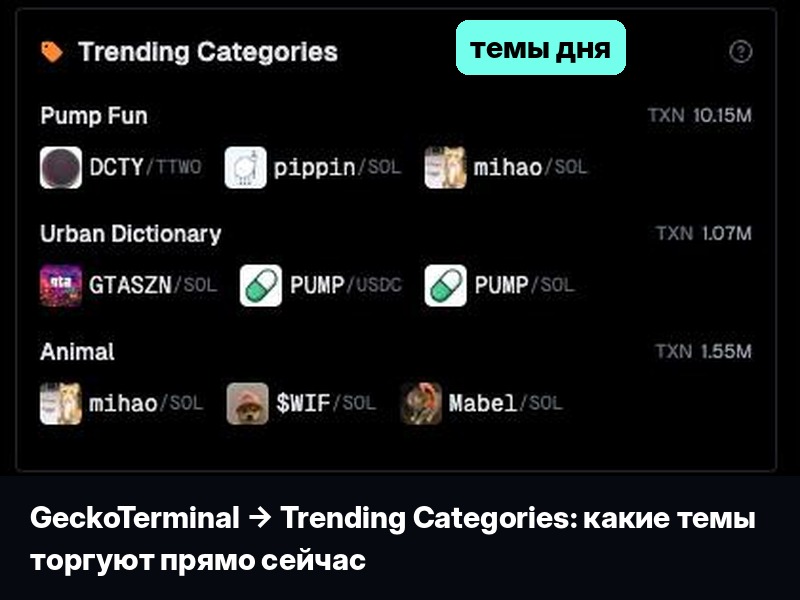 Trending Categories
темы дня
?
Pump Fun
TXN 10.15M
DCTY/TTWO
pippin/SOL
mihao/SOL
Urban Dictionary
TXN 1.07M
gta
GTASZN/SOL
PUMP/USDC
PUMP/SOL
Animal
TXN 1.55M
mihao/SOL
$WIF/SOL
Mabel/SOL
GeckoTerminal → Trending Categories: какие темы
торгуют прямо сейчас